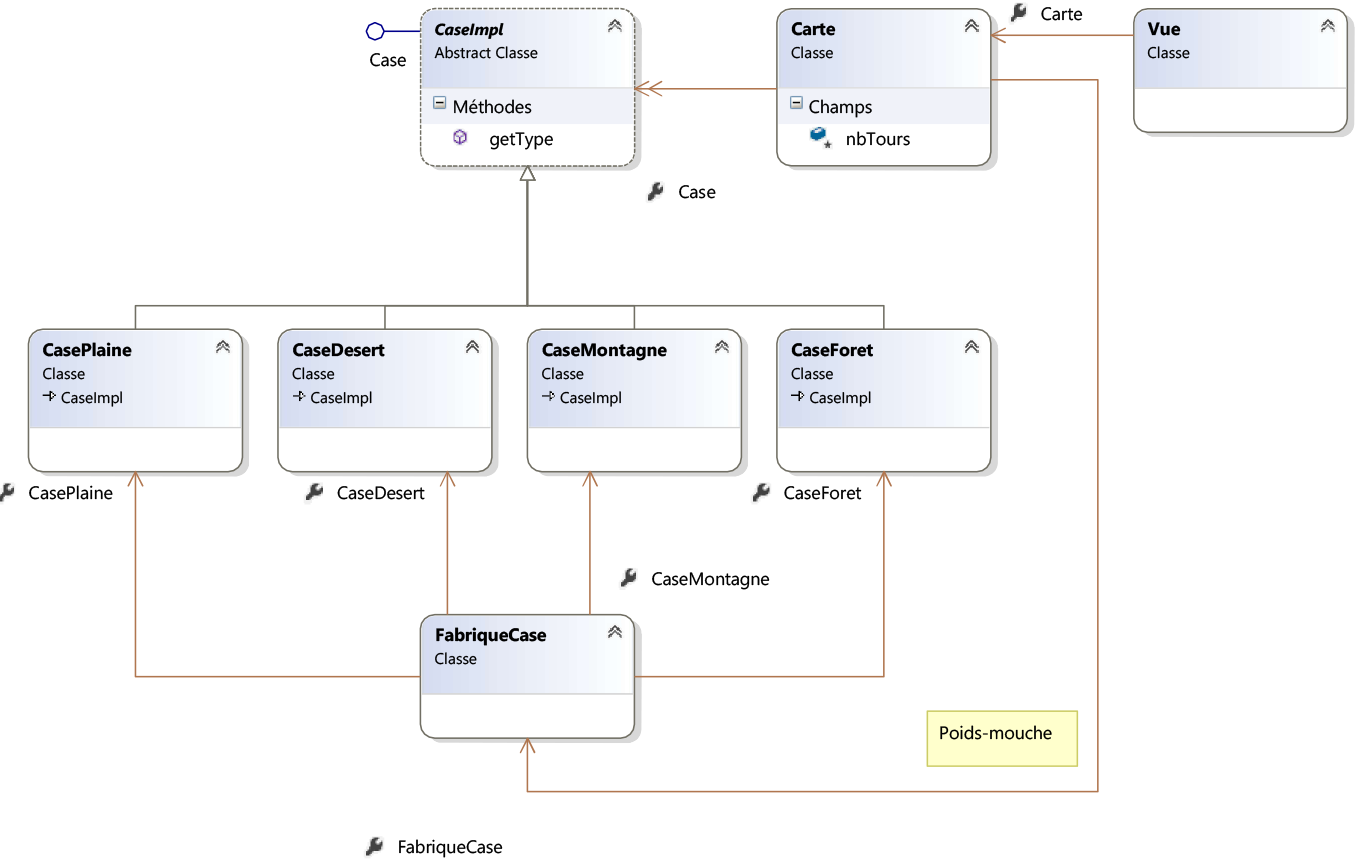 Case
CaseImpl
Abstract Classe
Méthodes
getType
Carte
Classe
Champs
nbTours
Carte
Vue
Classe
Case
CasePlaine
Classe
CaseImpl
CaseDesert
Classe
CaseImpl
CaseMontagne
Classe
CaseImpl
CaseForet
Classe
CaseImpl
CasePlaine
CaseDesert
CaseForet
CaseMontagne
FabriqueCase
Classe
Poids-mouche
FabriqueCase